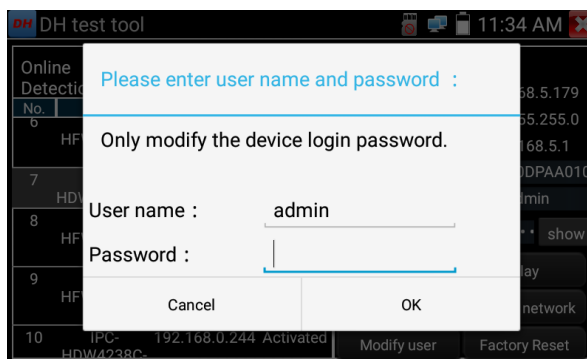 DH DH test tool 11:34 AM
Online
Detectio
No.
6
HF
68.5.179
55.255.0
168.5.1
7
HDV
DPAA010
dmin
8
HF
show
9
HF
lay
network
10 IPC- 192.168.0.244 Activated
HDW4238C-
Modify user Factory Reset
Please enter user name and password :
Only modify the device login password.
User name : admin
Password :
Cancel OK